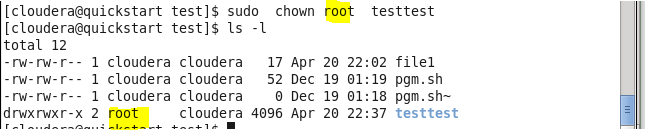 [cloudera@quickstart test]$ sudo  chown root  testtest
[cloudera@quickstart test]$ ls -l
total 12
-rw-rw-r-- 1 cloudera cloudera   17 Apr 20 22:02 file1
-rw-rw-r-- 1 cloudera cloudera   52 Dec 19 01:19 pgm.sh
-rw-rw-r-- 1 cloudera cloudera    0 Dec 19 01:18 pgm.sh~
drwxrwxr-x 2 root     cloudera 4096 Apr 20 22:37 testtest
[cloudera@quickstart test]$